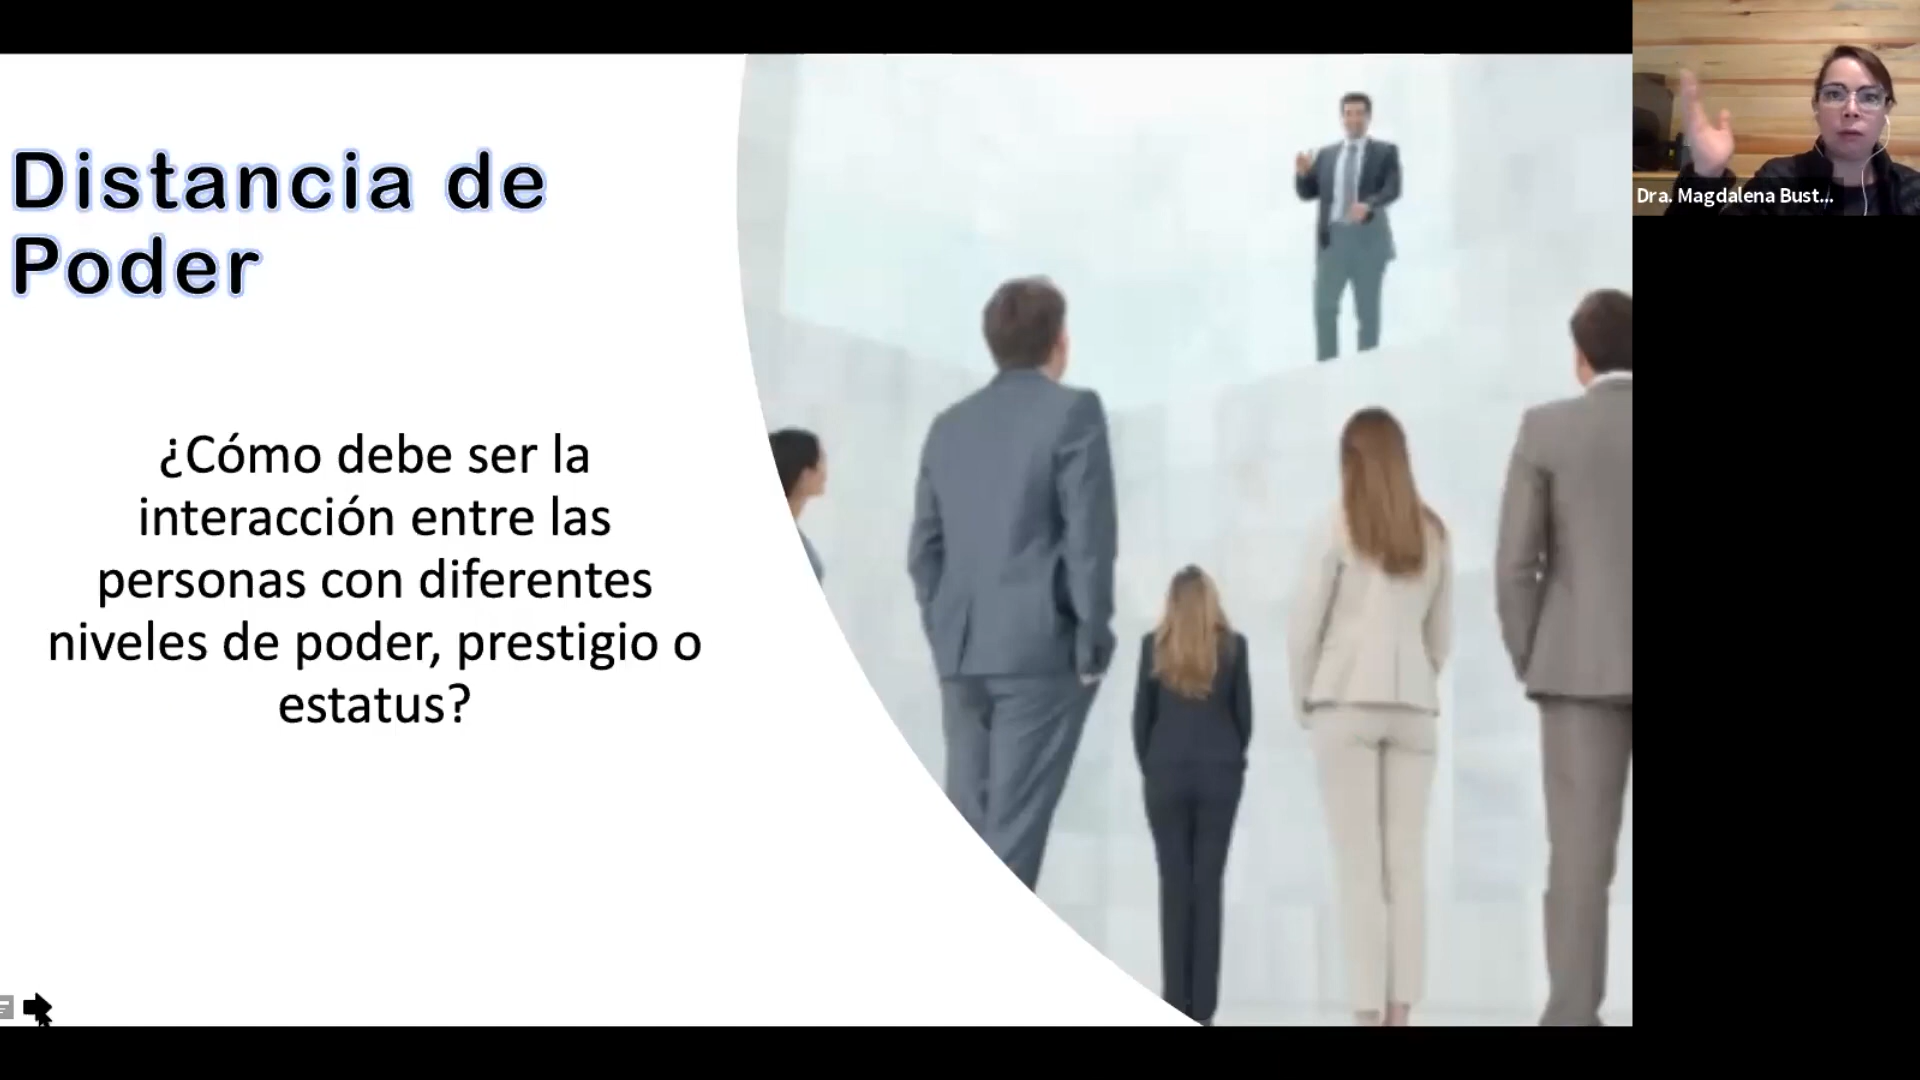 Distancia de
Poder
¿Cómo debe ser la
interacción entre las
personas con diferentes
niveles de poder, prestigio o
estatus?
Dra. Magdalena Bust...